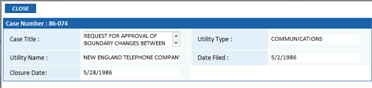 CLOSE
Case Number : 86-074
Case Title :
REQUEST FOR APPROVAL OF
BOUNDARY CHANGES BETWEEN
Utility Type :
COMMUNICATIONS
Utility Name :
NEW ENGLAND TELEPHONE COMPAN
Date Filed :
5/2/1986
Closure Date:
5/28/1986